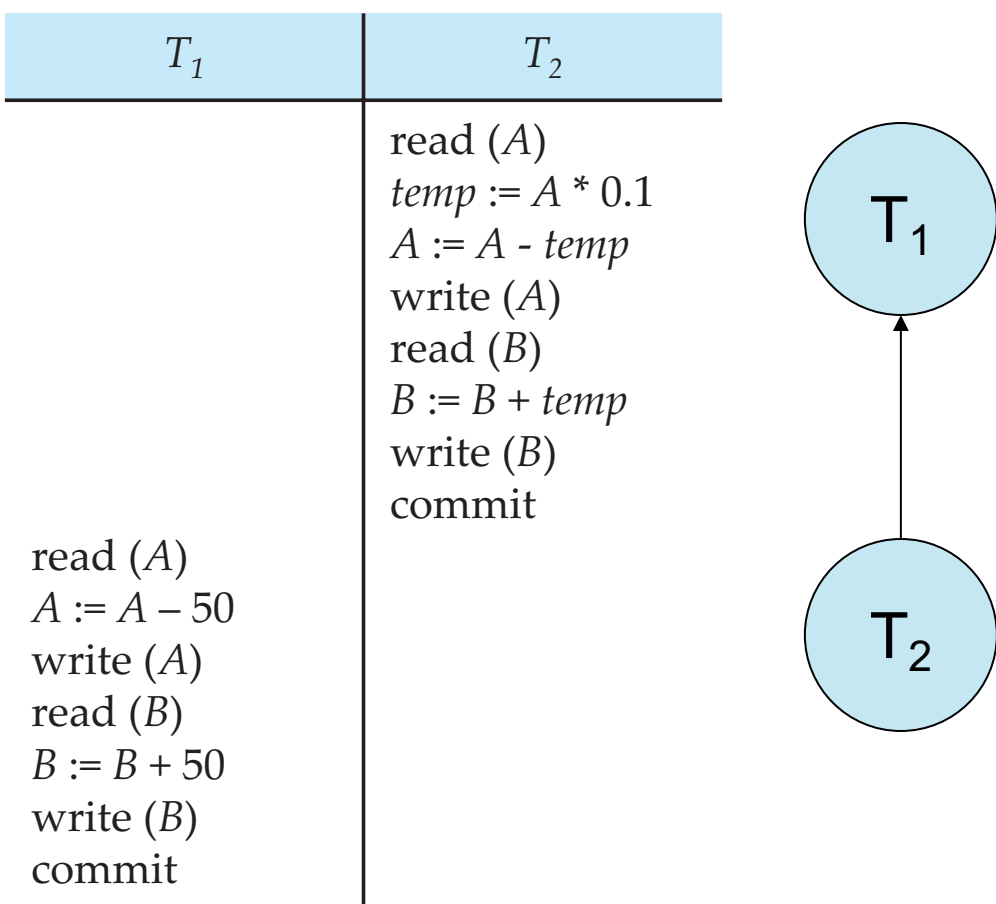 T₁ T₂
read (A)
temp := A * 0.1
A := A - temp
write (A)
read (B)
B := B + temp
write (B)
commit
read (A)
A := A – 50
write (A)
read (B)
B := B + 50
write (B)
commit
T₁
T₂